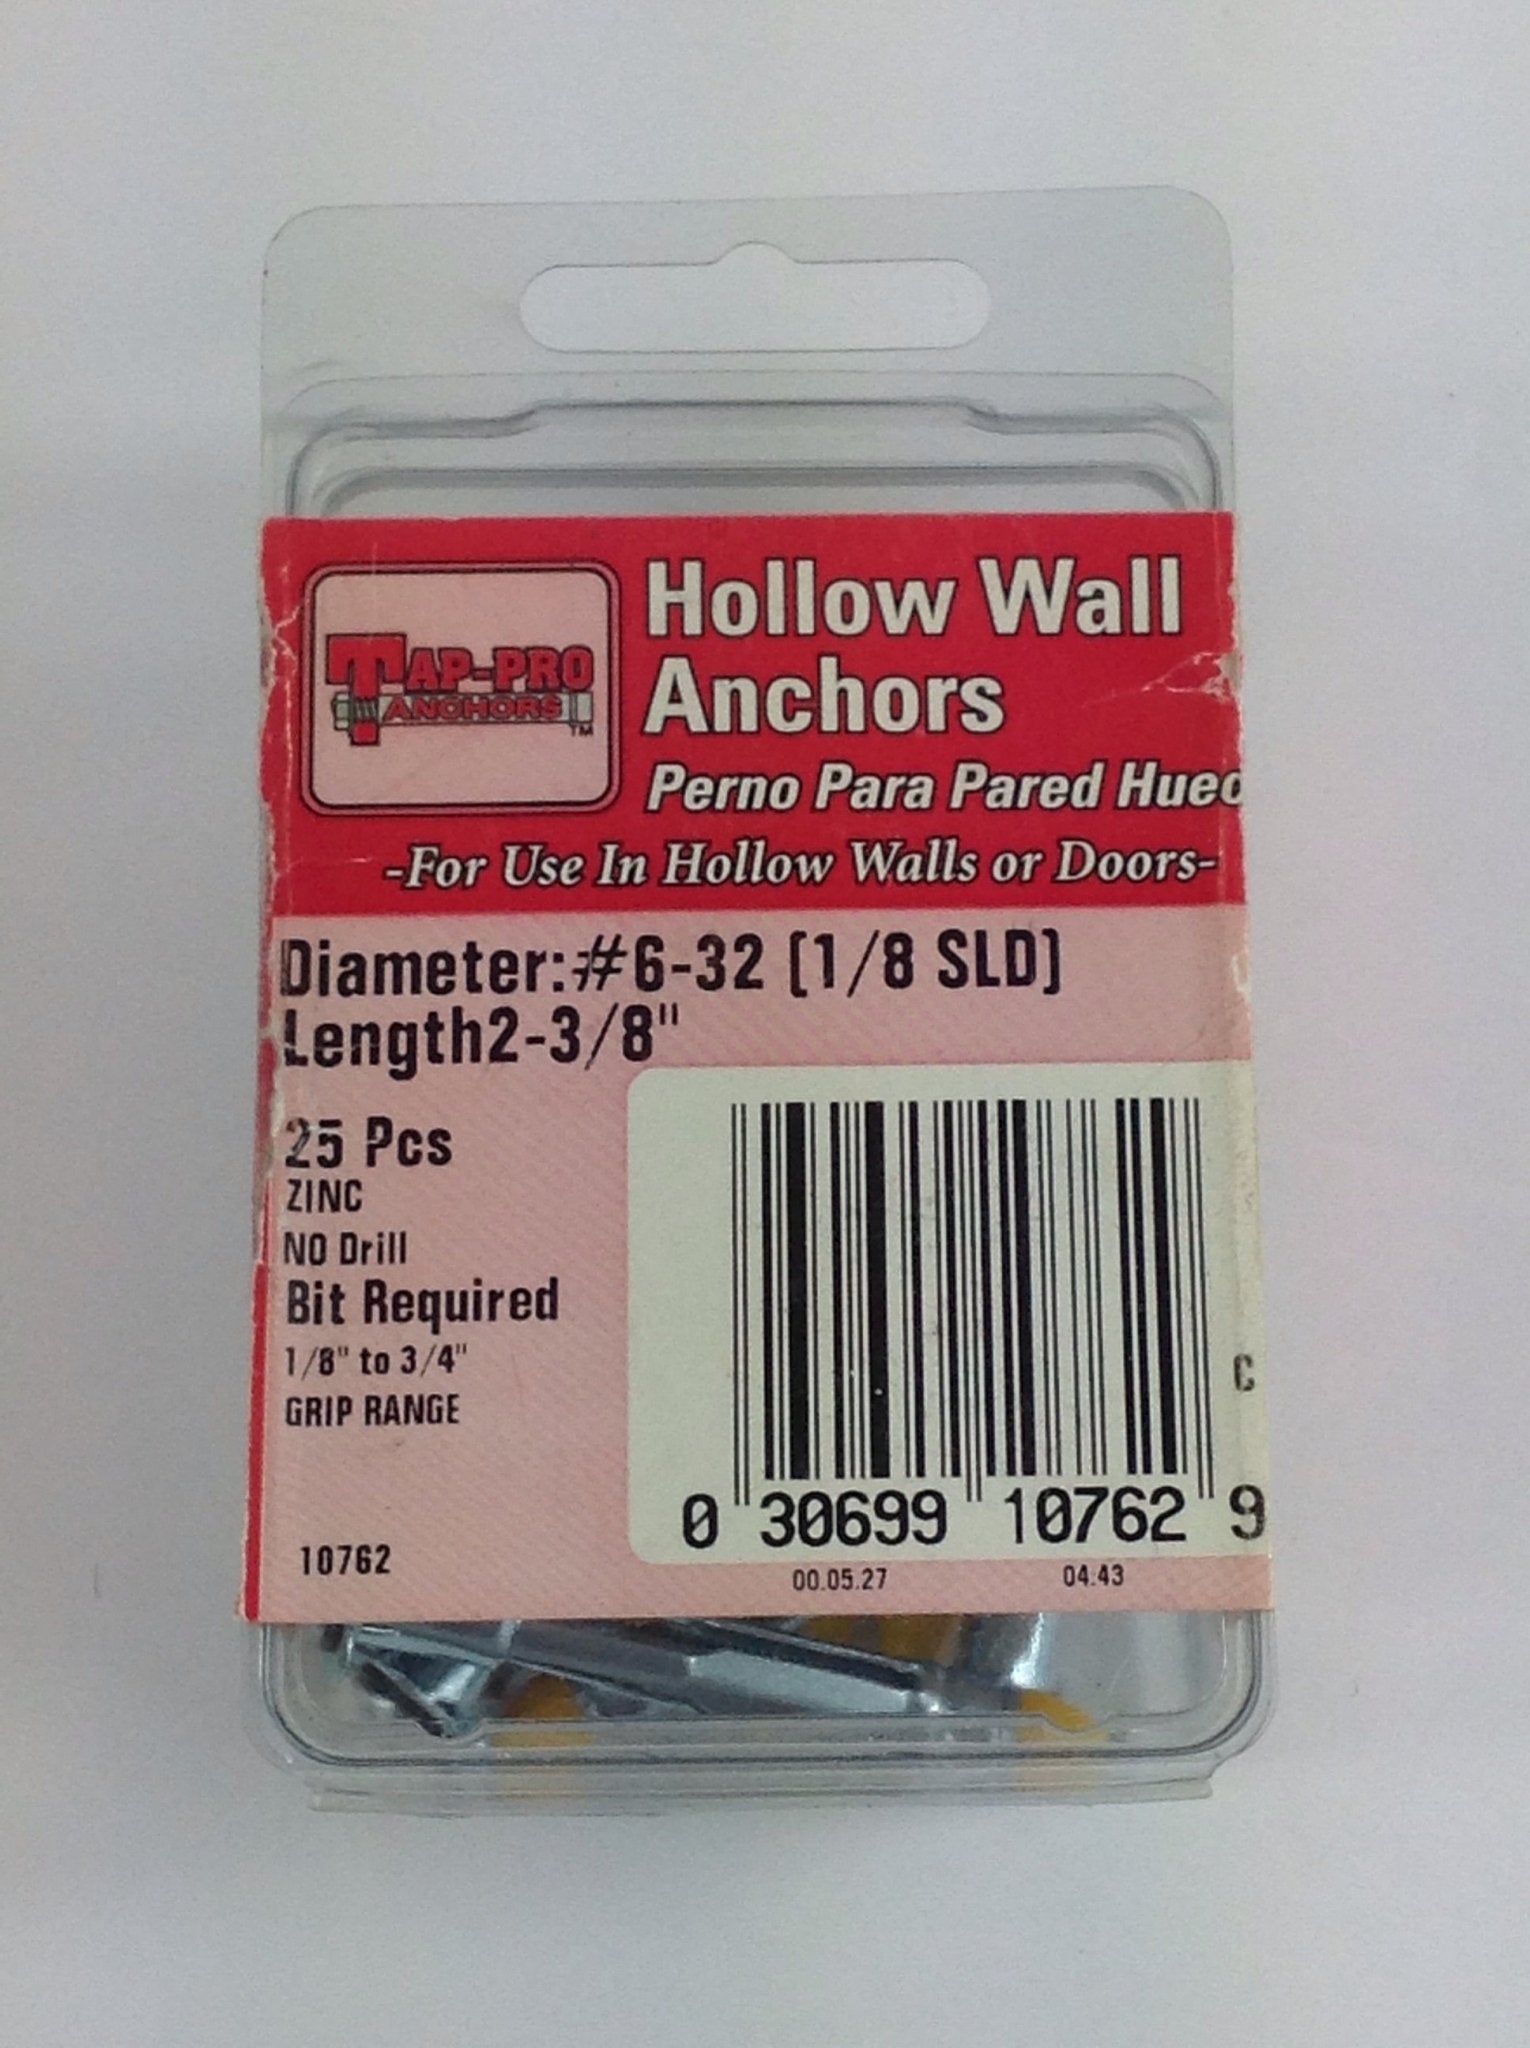 TAP-PRO
ANCHORS
TM
Hollow Wall
Anchors
Perno Para Pared Huec
-For Use In Hollow Walls or Doors-
Diameter:#6-32 [1/8 SLD]
Length2-3/8"
25 Pcs
ZINC
NO Drill
Bit Required
1/8" to 3/4"
GRIP RANGE
10762
C
0 30699 10762 9
00.05.27 04.43